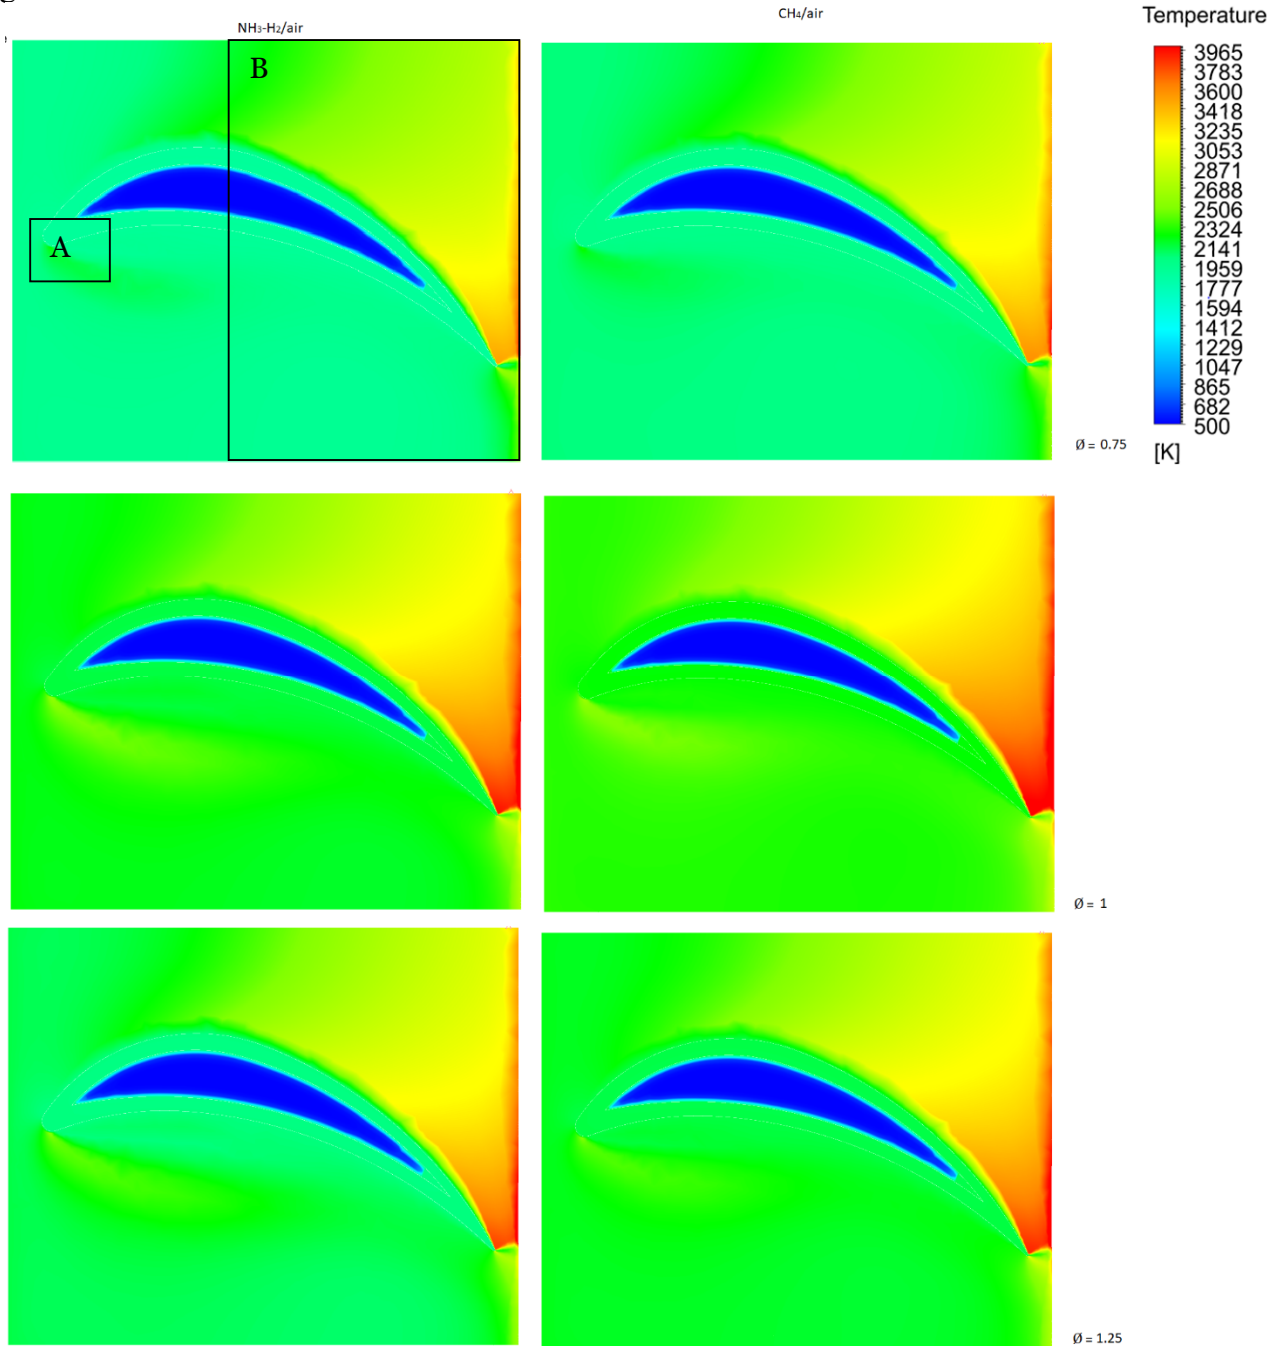 NH₃-H₂/air
CH₄/air
Temperature
B
A
3965
3783
3600
3418
3235
3053
2871
2688
2506
2324
2141
1959
1777
1594
1412
1229
1047
865
682
500
[K]
Ø = 0.75
Ø = 1
Ø = 1.25